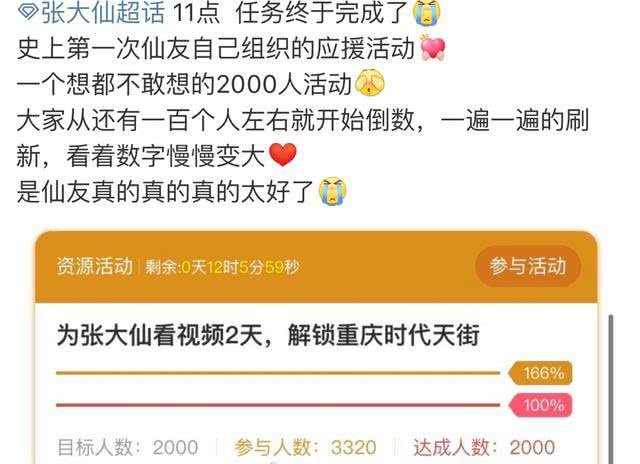 张大仙超话 11点 任务终于完成了😭
史上第一次仙友自己组织的应援活动💘
一个想都不敢想的2000人活动🫣
大家从还有一百个人左右就开始倒数，一遍一遍的刷
新，看着数字慢慢变大❤️
是仙友真的真的真的太好了😭
资源活动 剩余:0天12时5分59秒 参与活动
为张大仙看视频2天，解锁重庆时代天街
166%
100%
目标人数：2000 参与人数：3320 达成人数：2000